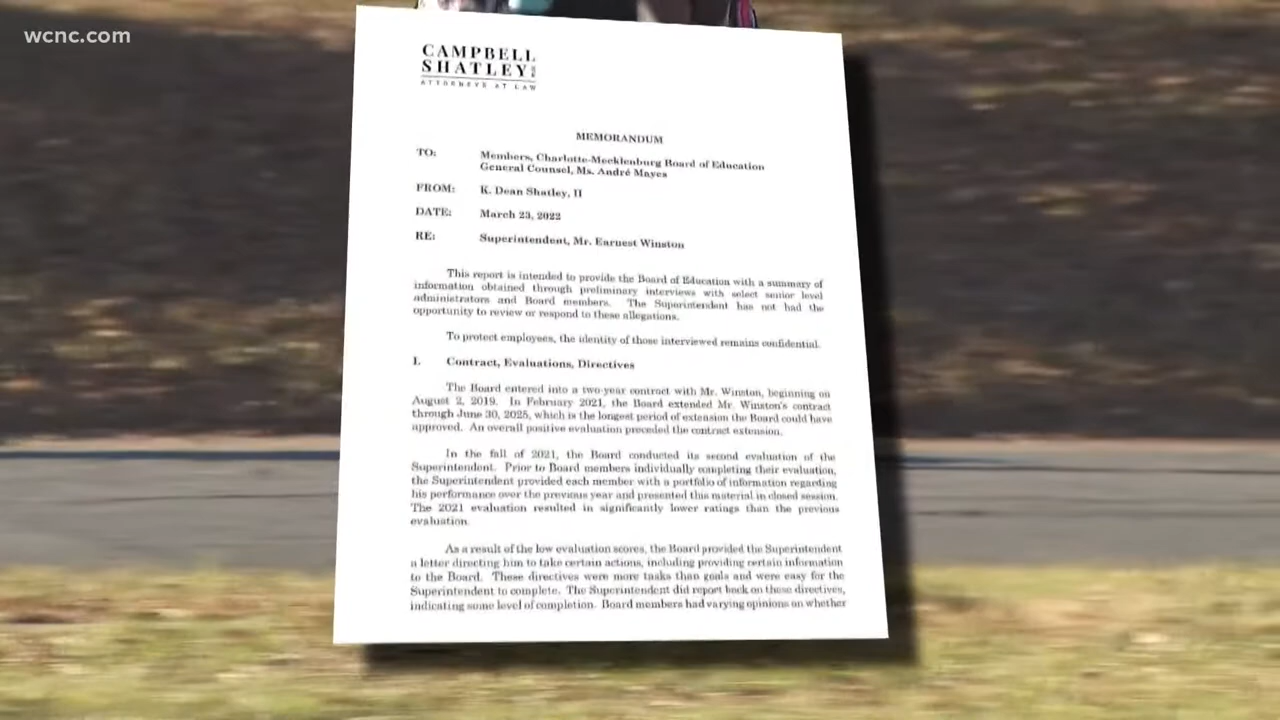 wcnc.com
CAMPBELL
SHATLEY
ATTORNEYS AT LAW
MEMORANDUM
TO: Members, Charlotte-Mecklenburg Board of Education
General Counsel, Ms. André Mayes
FROM: K. Dean Shatley, II
DATE: March 23, 2022
RE: Superintendent, Mr. Earnest Winston
This report is intended to provide the Board of Education with a summary of
information obtained through preliminary interviews with select senior level
administrators and Board members. The Superintendent has not had the
opportunity to review or respond to these allegations.
To protect employees, the identity of those interviewed remains confidential.
I. Contract, Evaluations, Directives
The Board entered into a two-year contract with Mr. Winston, beginning on
August 2, 2019. In February 2021, the Board extended Mr. Winston's contract
through June 30, 2025, which is the longest period of extension the Board could have
approved. An overall positive evaluation preceded the contract extension.
In the fall of 2021, the Board conducted its second evaluation of the
Superintendent. Prior to Board members individually completing their evaluation,
the Superintendent provided each member with a portfolio of information regarding
his performance over the previous year and presented this material in closed session.
The 2021 evaluation resulted in significantly lower ratings than the previous
evaluation.
As a result of the low evaluation scores, the Board provided the Superintendent
a letter directing him to take certain actions, including providing certain information
to the Board. These directives were more tasks than goals and were easy for the
Superintendent to complete. The Superintendent did report back on these directives,
indicating some level of completion. Board members had varying opinions on whether